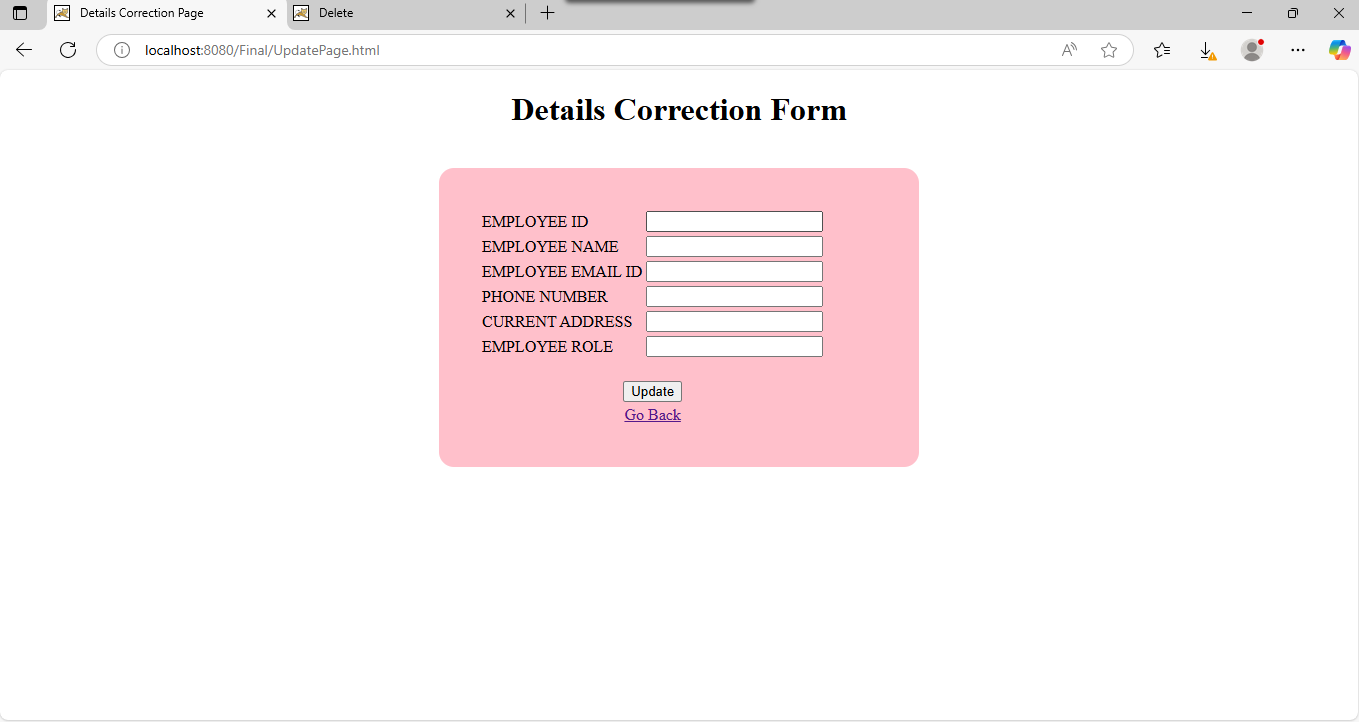 Details Correction Page
Delete
localhost:8080/Final/UpdatePage.html
Details Correction Form
EMPLOYEE ID
EMPLOYEE NAME
EMPLOYEE EMAIL ID
PHONE NUMBER
CURRENT ADDRESS
EMPLOYEE ROLE
Update
Go Back